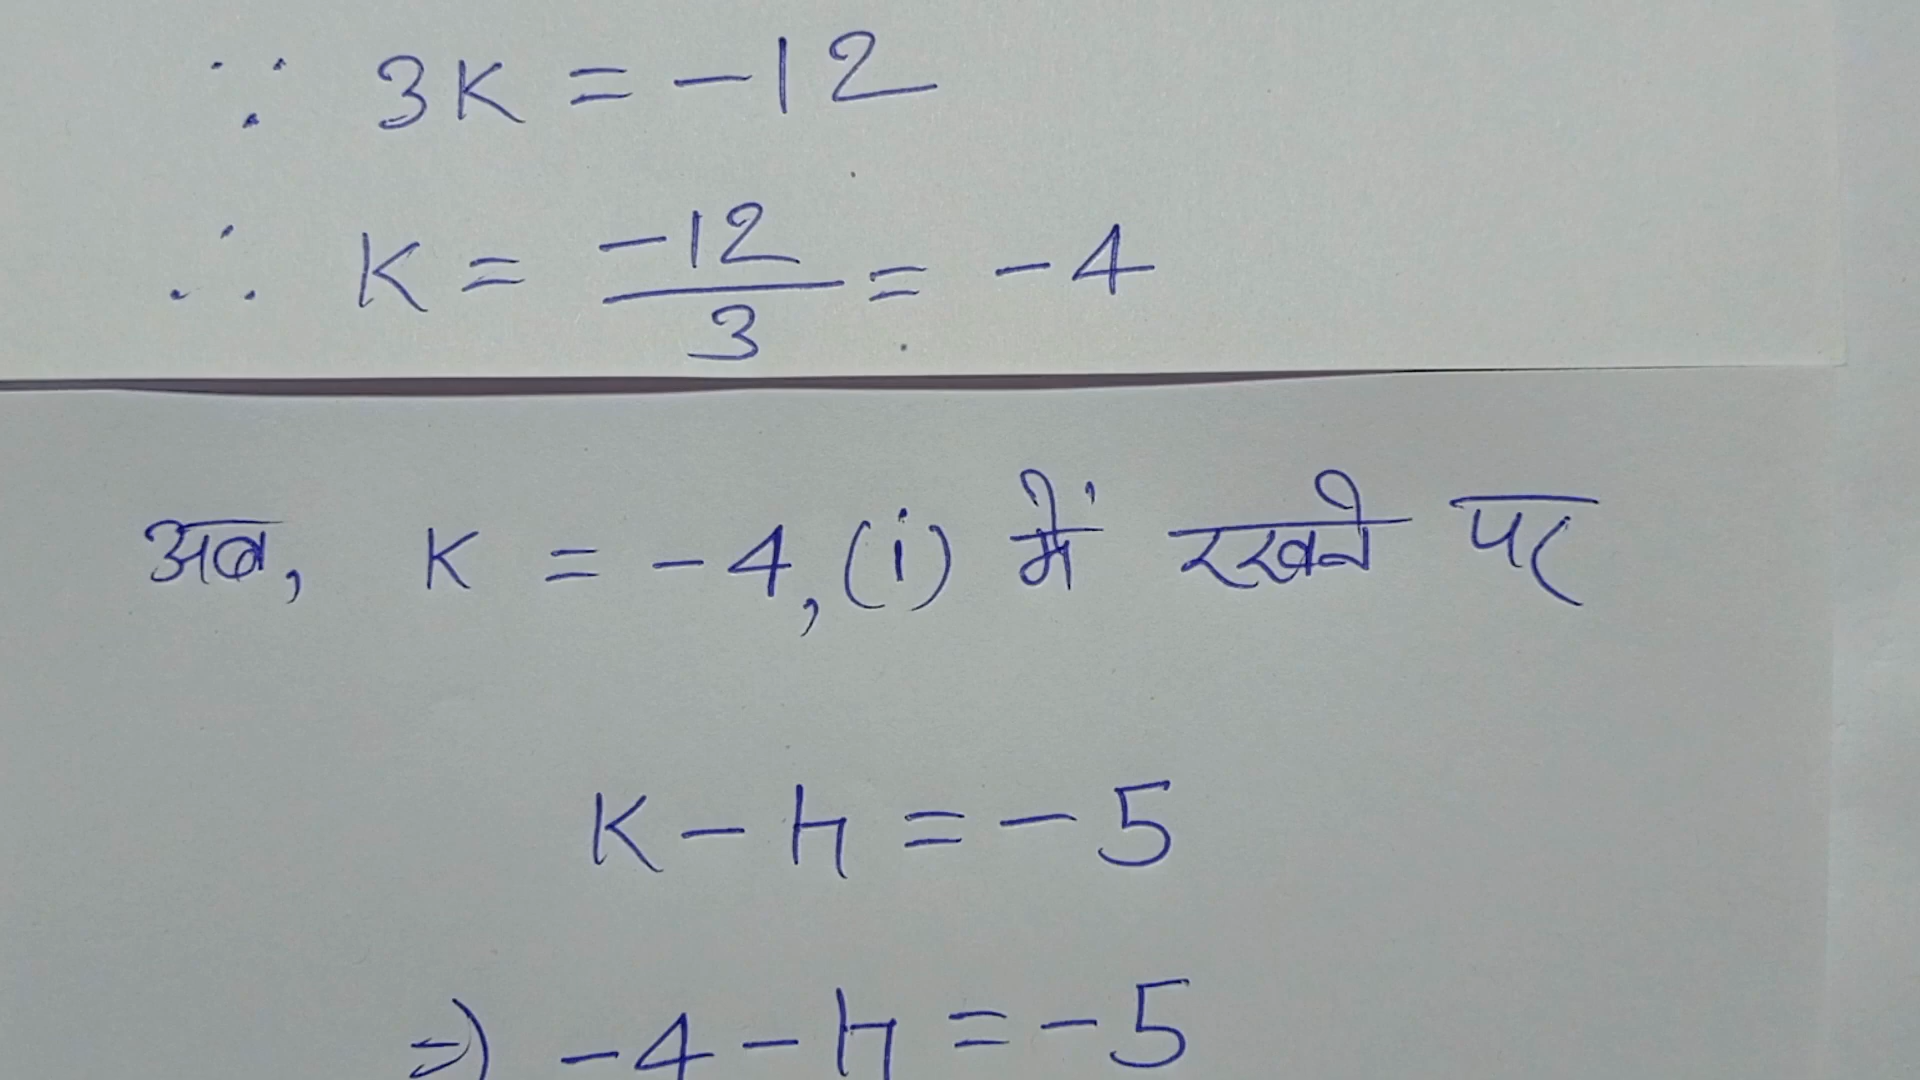 ∵ 3K = -12
∴ K = -12/3 = -4
अब, K = -4, (i) में रखने पर
K - h = -5
⇒ -4 - h = -5